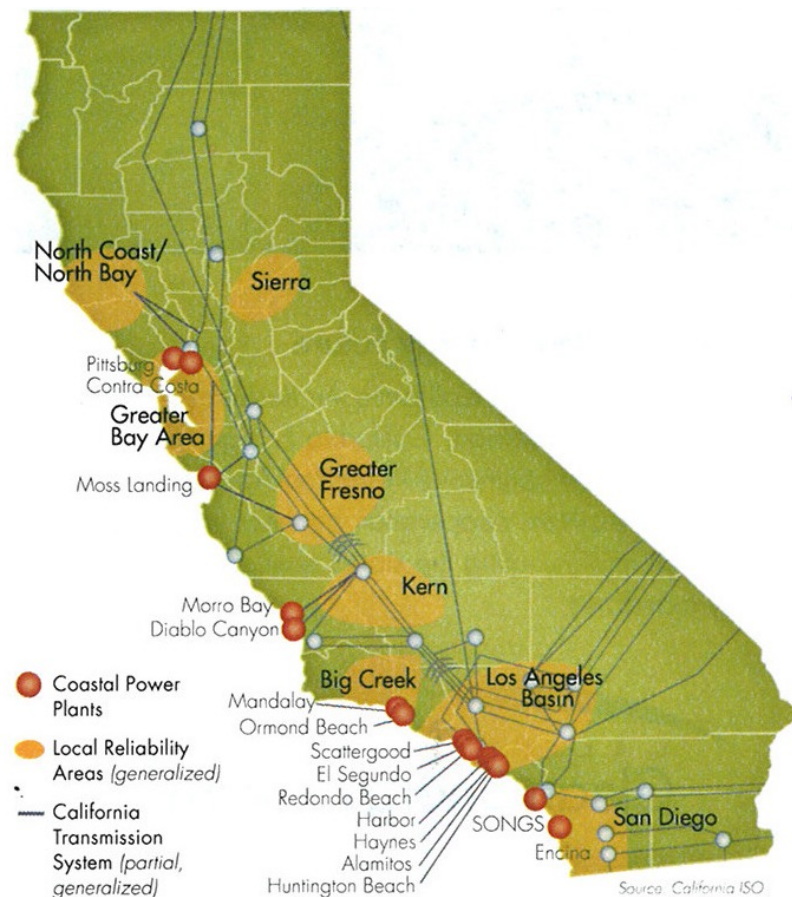 North Coast/
North Bay
Sierra
Pittsburg
Contra Costa
Greater
Bay Area
Moss Landing
Greater
Fresno
Kern
Morro Bay
Diablo Canyon
Big Creek
Los Angeles
Basin
Mandalay
Ormond Beach
Scattergood
El Segundo
Redondo Beach
Harbor
Haynes
Alamitos
Huntington Beach
SONGS
San Diego
Encina
Coastal Power
Plants
Local Reliability
Areas (generalized)
California
Transmission
System (partial,
generalized)
Source: California ISO